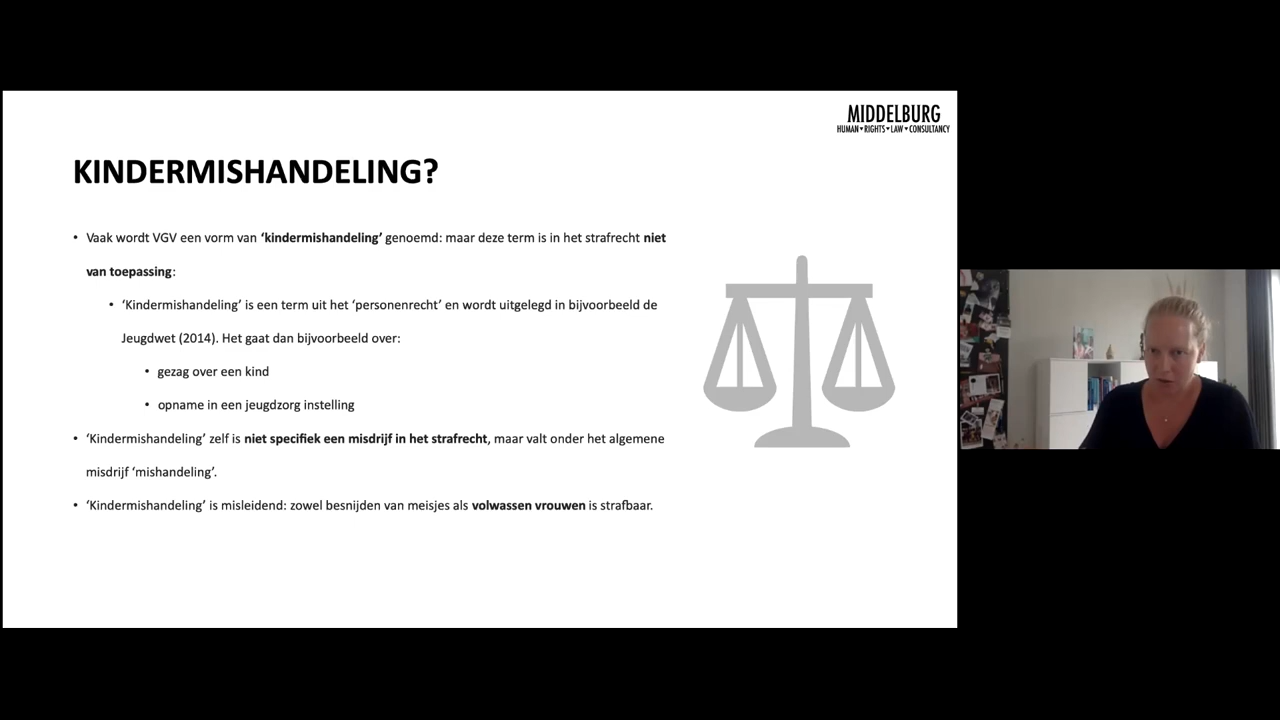 MIDDELBURG
HUMAN♥RIGHTS♥LAW♥CONSULTANCY
KINDERMISHANDELING?
• Vaak wordt VGV een vorm van ‘kindermishandeling’ genoemd: maar deze term is in het strafrecht niet
van toepassing:
• ‘Kindermishandeling’ is een term uit het ‘personenrecht’ en wordt uitgelegd in bijvoorbeeld de
Jeugdwet (2014). Het gaat dan bijvoorbeeld over:
• gezag over een kind
• opname in een jeugdzorg instelling
• ‘Kindermishandeling’ zelf is niet specifiek een misdrijf in het strafrecht, maar valt onder het algemene
misdrijf ‘mishandeling’.
• ‘Kindermishandeling’ is misleidend: zowel besnijden van meisjes als volwassen vrouwen is strafbaar.